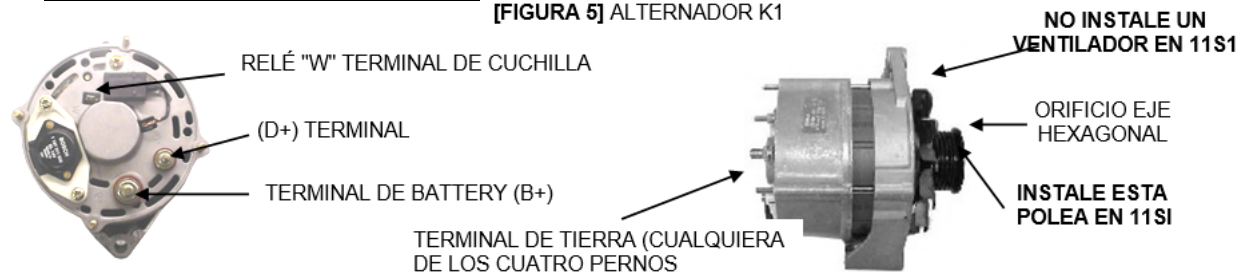 [FIGURA 5] ALTERNADOR K1
NO INSTALE UN
VENTILADOR EN 11S1
RELÉ "W" TERMINAL DE CUCHILLA
(D+) TERMINAL
TERMINAL DE BATTERY (B+)
ORIFICIO EJE
HEXAGONAL
INSTALE ESTA
POLEA EN 11SI
TERMINAL DE TIERRA (CUALQUIERA
DE LOS CUATRO PERNOS
BOSCH